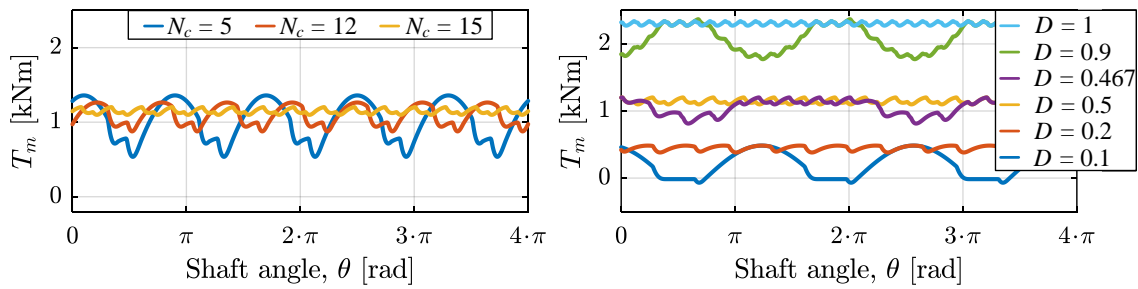 N_c = 5 N_c = 12 N_c = 15
2
1
0
T_m [kNm]
0 π 2·π 3·π 4·π
Shaft angle, θ [rad]
D = 1
D = 0.9
D = 0.467
D = 0.5
D = 0.2
D = 0.1
2
1
0
T_m [kNm]
0 π 2·π 3·π 4·π
Shaft angle, θ [rad]